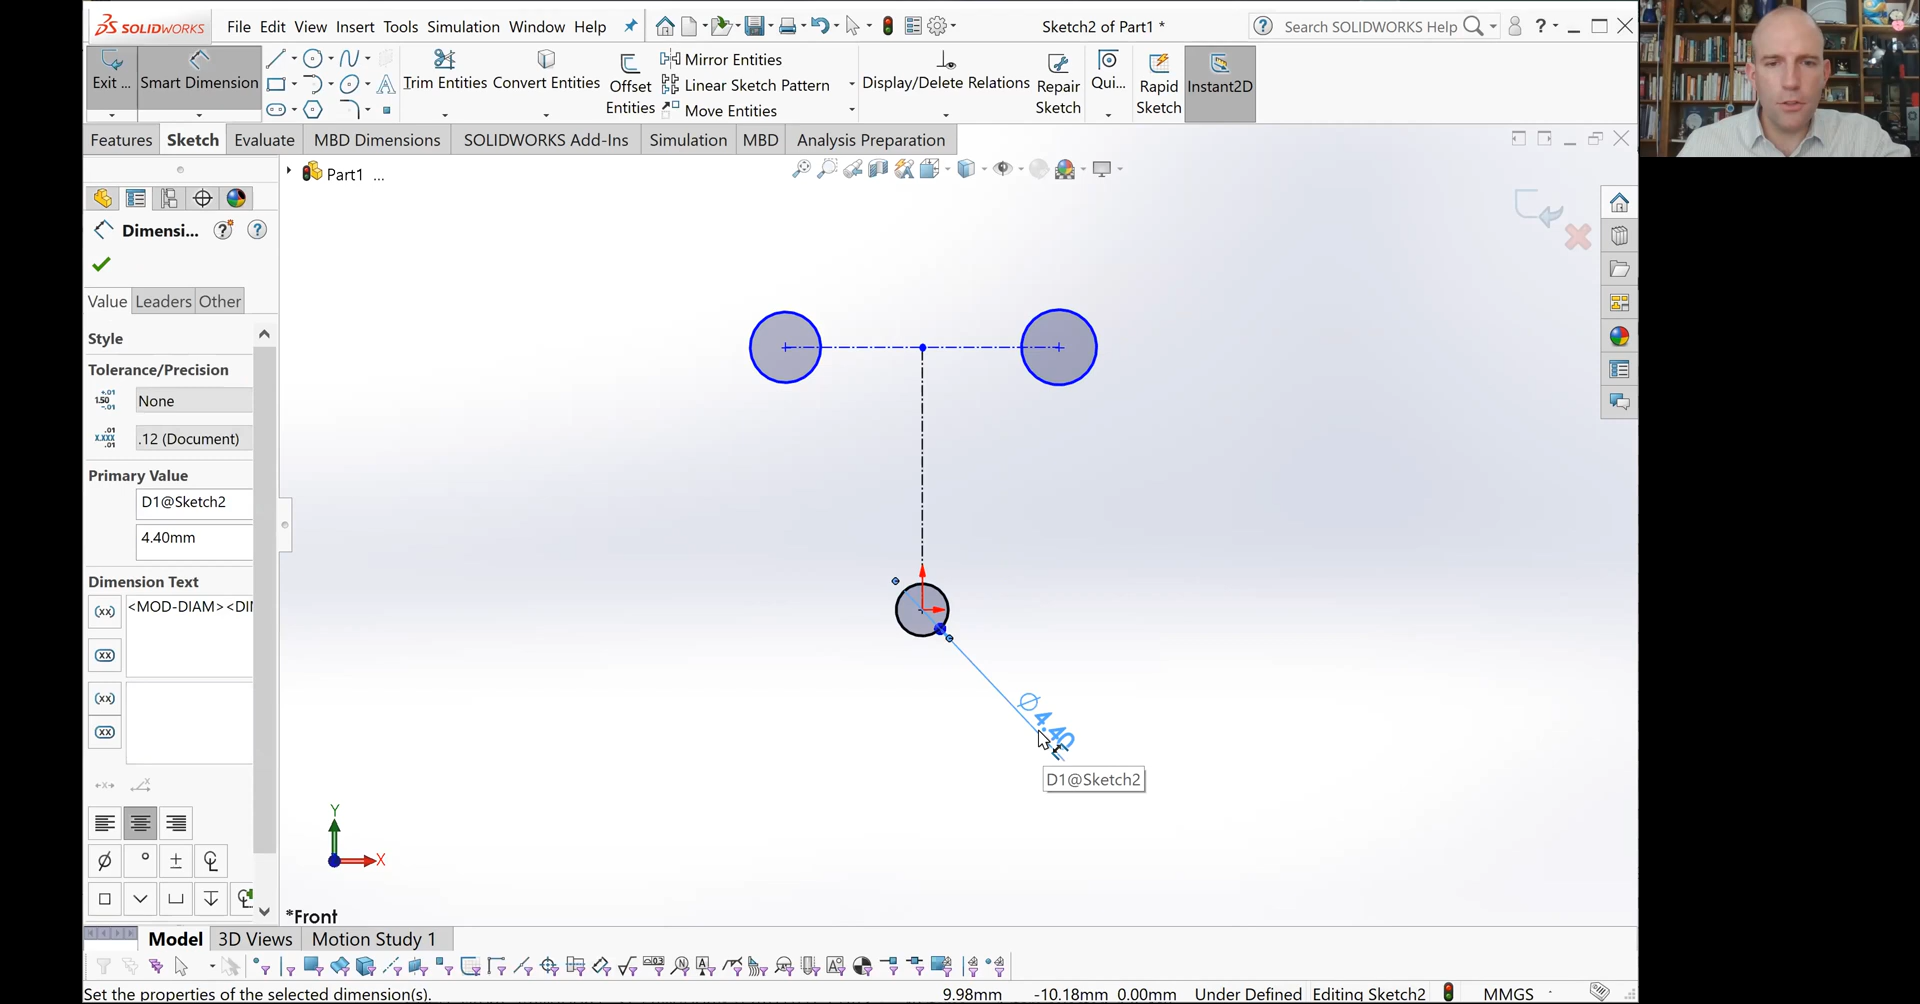 SOLIDWORKS File Edit View Insert Tools Simulation Window Help Sketch2 of Part1 * Search SOLIDWORKS Help ?
Exit ... Smart Dimension Trim Entities Convert Entities Offset Entities Mirror Entities Linear Sketch Pattern Move Entities Display/Delete Relations Repair Sketch Qui... Rapid Sketch Instant2D
Features Sketch Evaluate MBD Dimensions SOLIDWORKS Add-Ins Simulation MBD Analysis Preparation
Part1 ...
Dimensi...
Value Leaders Other
Style
Tolerance/Precision
None
.12 (Document)
Primary Value
D1@Sketch2
4.40mm
Dimension Text
<MOD-DIAM><DI
∅ 4.40
D1@Sketch2
Y
X
*Front
Model 3D Views Motion Study 1
Set the properties of the selected dimension(s). 9.98mm -10.18mm 0.00mm Under Defined Editing Sketch2 MMGS